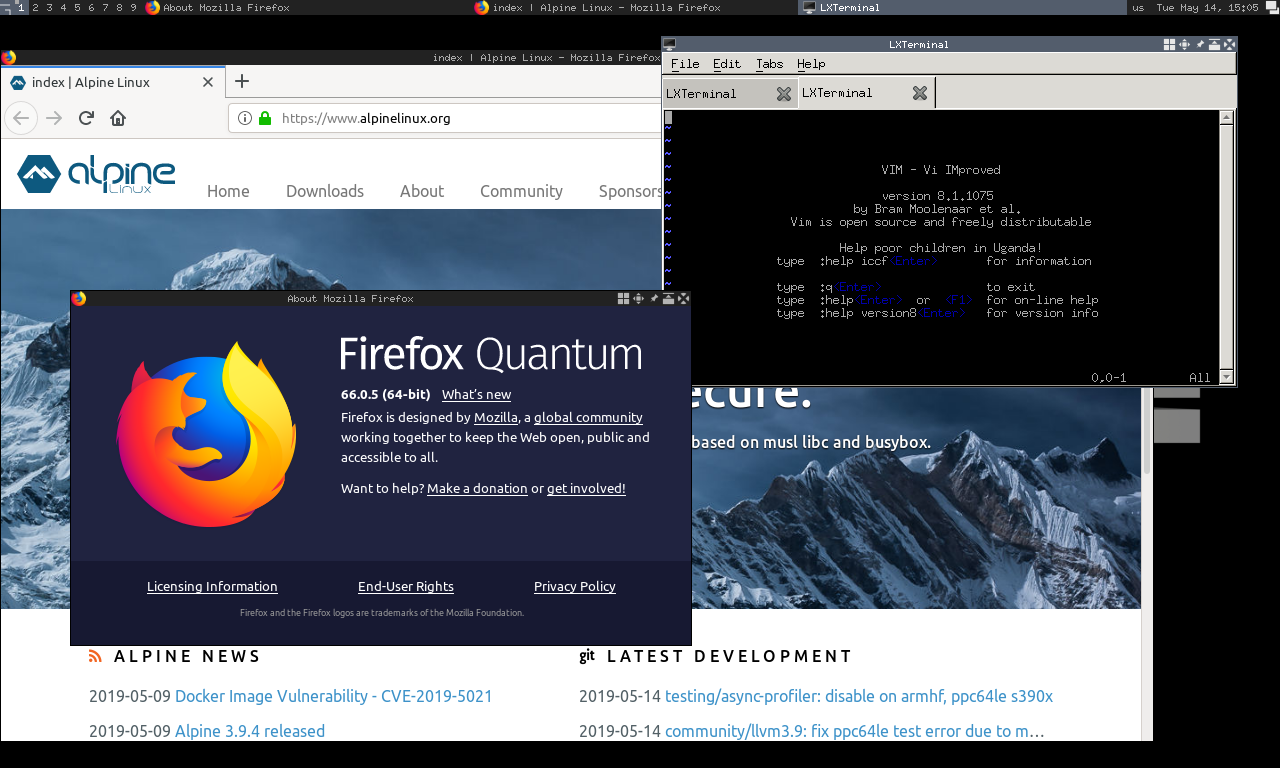 1 2 3 4 5 6 7 8 9 About Mozilla Firefox index | Alpine Linux - Mozilla Firefox LXTerminal us Tue May 14, 15:05
index | Alpine Linux - Mozilla Firefox
index | Alpine Linux
https://www.alpinelinux.org
alpine
Linux
Home Downloads About Community Sponsors
LXTerminal
File Edit Tabs Help
LXTerminal LXTerminal
~
~
~
~
~
~
~
~
~
~
~
~
~
VIM - Vi IMproved
version 8.1.1075
by Bram Moolenaar et al.
Vim is open source and freely distributable
Help poor children in Uganda!
type :help iccf<Enter> for information
type :q<Enter> to exit
type :help<Enter> or <F1> for on-line help
type :help version8<Enter> for version info
0,0-1 All
ecure.
based on musl libc and busybox.
About Mozilla Firefox
Firefox Quantum
66.0.5 (64-bit) What's new
Firefox is designed by Mozilla, a global community
working together to keep the Web open, public and
accessible to all.
Want to help? Make a donation or get involved!
Licensing Information End-User Rights Privacy Policy
Firefox and the Firefox logos are trademarks of the Mozilla Foundation.
ALPINE NEWS
2019-05-09 Docker Image Vulnerability - CVE-2019-5021
2019-05-09 Alpine 3.9.4 released
git LATEST DEVELOPMENT
2019-05-14 testing/async-profiler: disable on armhf, ppc64le s390x
2019-05-14 community/llvm3.9: fix ppc64le test error due to m…